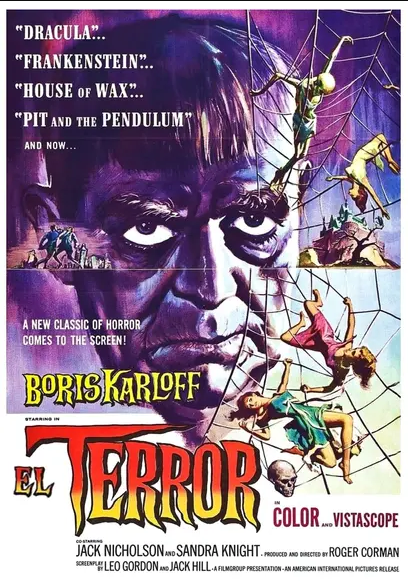 "DRACULA"...
"FRANKENSTEIN"...
"HOUSE OF WAX"...
"PIT AND THE PENDULUM"
AND NOW...
A NEW CLASSIC OF HORROR
COMES TO THE SCREEN!
BORIS KARLOFF
STARRING IN
EL TERROR
IN
COLOR AND VISTASCOPE
CO-STARRING
JACK NICHOLSON AND SANDRA KNIGHT - PRODUCED AND DIRECTED BY ROGER CORMAN
SCREENPLAY BY LEO GORDON AND JACK HILL - A FILMGROUP PRESENTATION - AN AMERICAN INTERNATIONAL PICTURES RELEASE